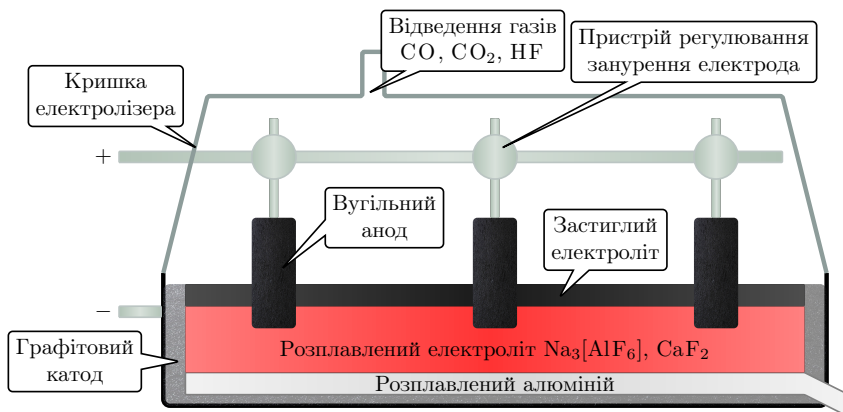 Відведення газів
CO, CO₂, HF
Пристрій регулювання
занурення електрода
Кришка
електролізера
+
Вугільний
анод
Застиглий
електроліт
−
Графітовий
катод
Розплавлений електроліт Na₃[AlF₆], CaF₂
Розплавлений алюміній